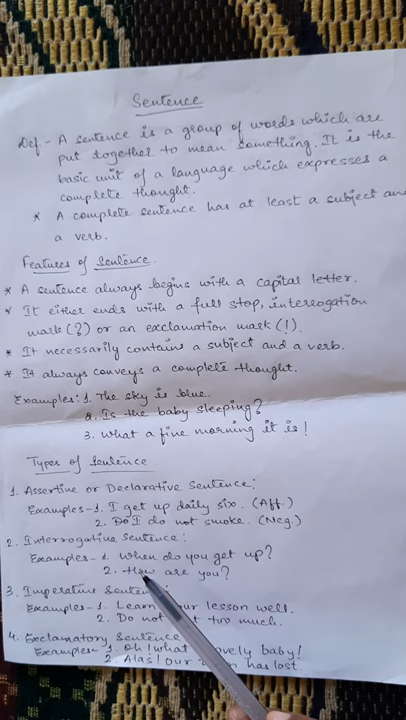 Sentence
Def - A sentence is a group of words which are
put together to mean something. It is the
basic unit of a language which expresses a
complete thought.
* A complete sentence has at least a subject an
a verb.
Features of Sentence.
* A sentence always begins with a capital letter.
* It either ends with a full stop, interrogation
mark (?) or an exclamation mark (!).
* It necessarily contains a subject and a verb.
* It always conveys a complete thought.
Examples: 1. The sky is blue.
2. Is the baby sleeping?
3. What a fine morning it is!
Types of Sentence
1. Assertive or Declarative Sentence:
Examples - 1. I get up daily six. (Aff.)
2. I do not smoke. (Neg.)
2. Interrogative Sentence:
Examples - 1. When do you get up?
2. How are you?
3. Imperative Senten
Examples - 1. Learn our lesson well.
2. Do not too much.
4. Exclamatory Sentence
Examples - 1. Ah! what ovely baby!
2. Alas! our has lost.